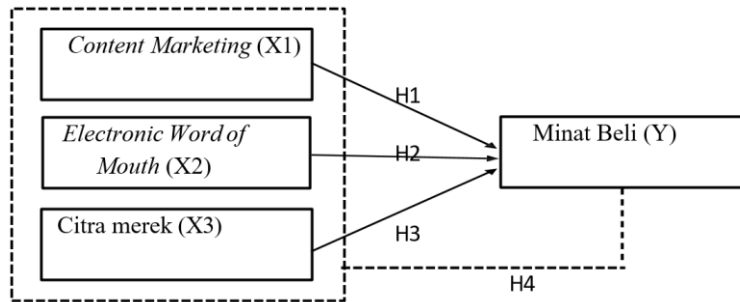 Content Marketing (X1)
H1
Electronic Word of
Mouth (X2)
H2
Minat Beli (Y)
Citra merek (X3)
H3
H4